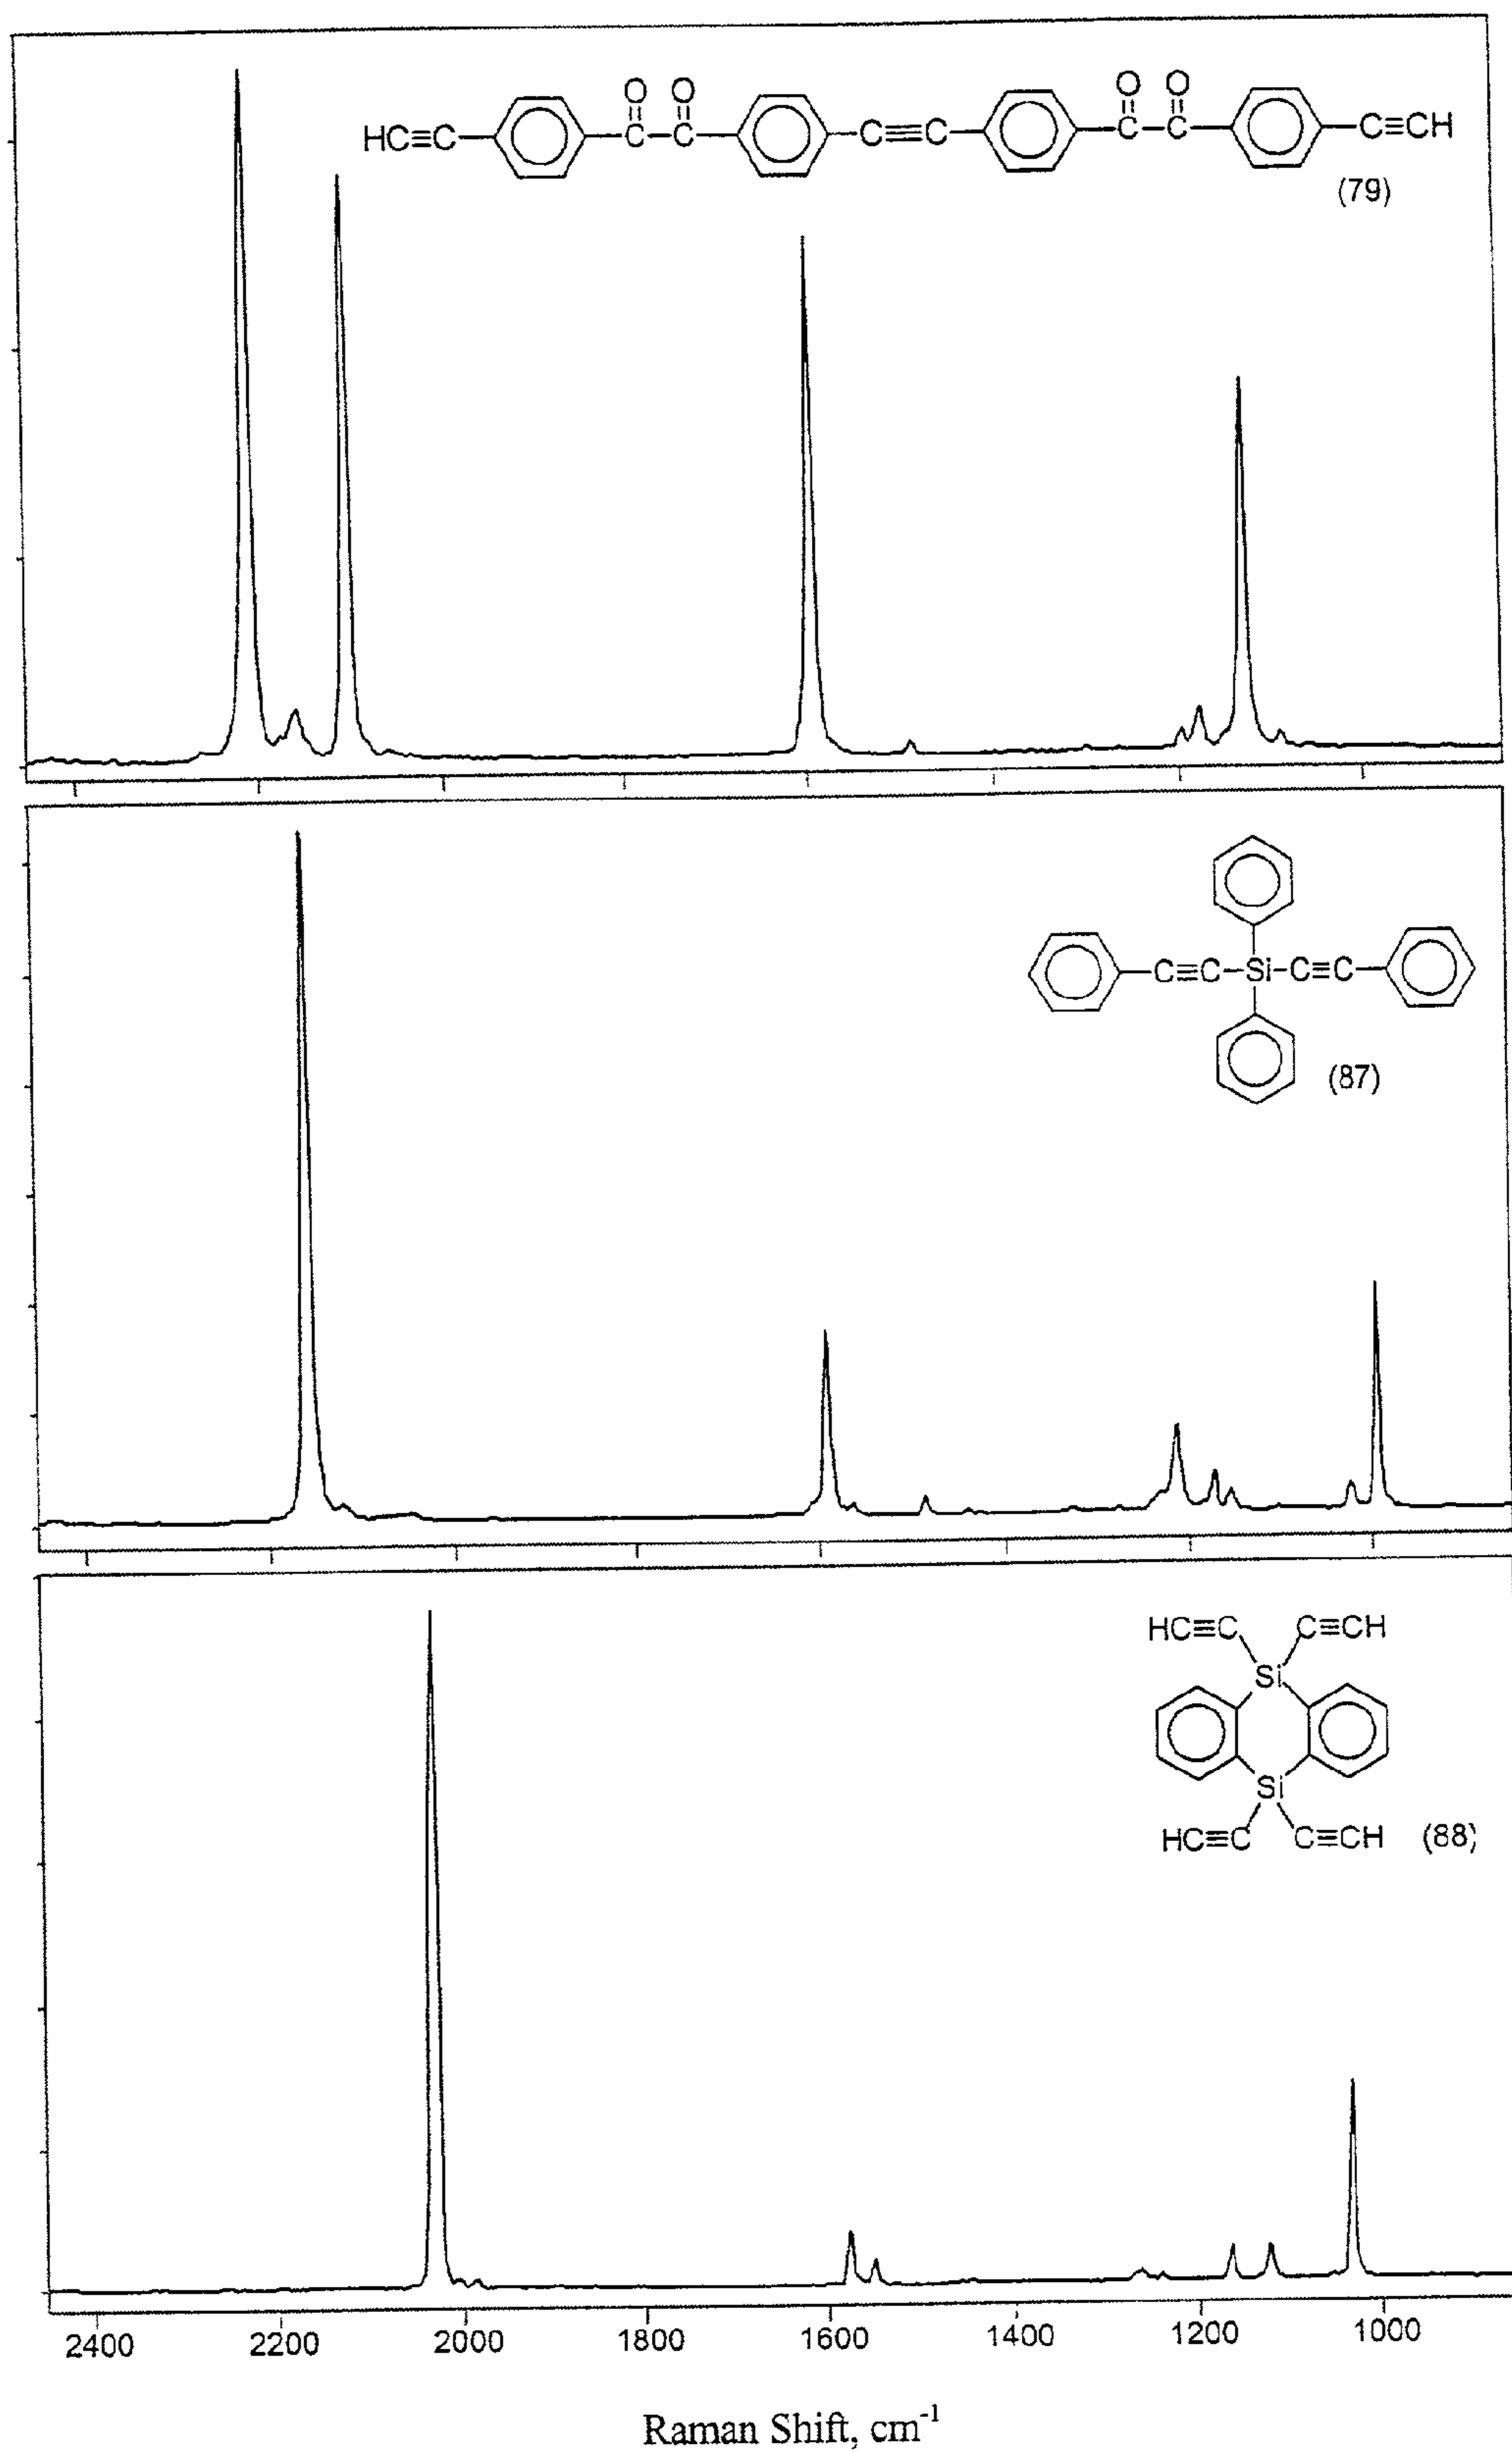 O O O O
HC≡C C-C C≡C C-C C≡CH
(79)
C≡C-Si-C≡C
(87)
HC≡C C≡CH
Si
Si
HC≡C C≡CH (88)
2400 2200 2000 1800 1600 1400 1200 1000
Raman Shift, cm⁻¹